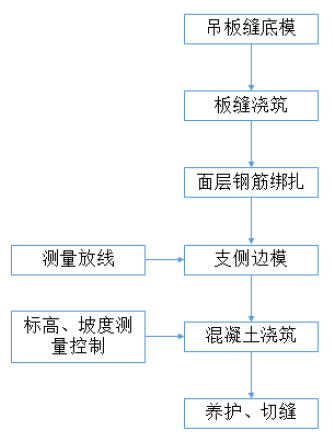 吊板缝底模
板缝浇筑
面层钢筋绑扎
测量放线
支侧边模
标高、坡度测
量控制
混凝土浇筑
养护、切缝